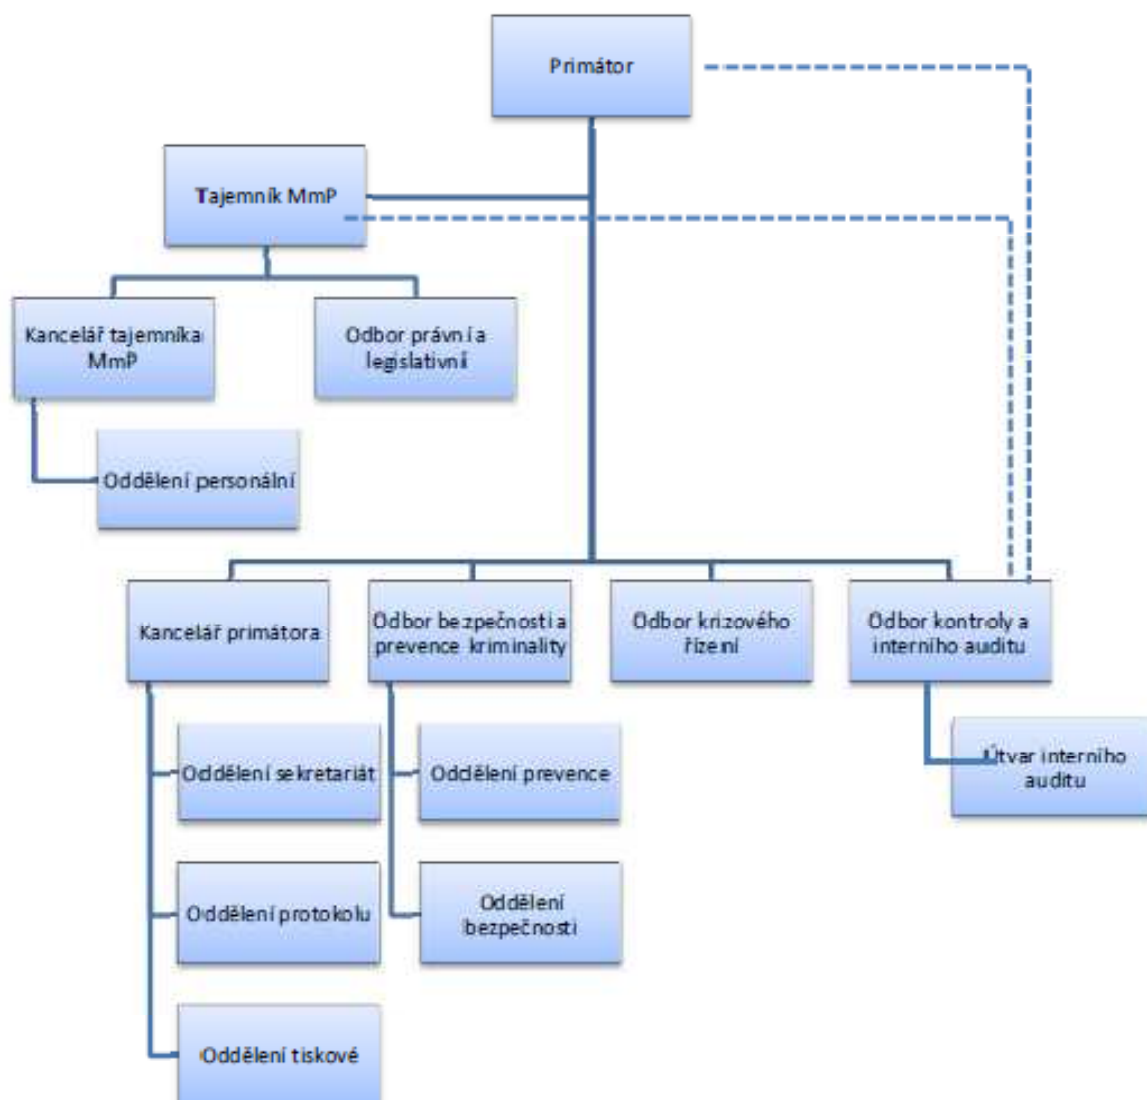 Primátor
Tajemník MmP
Kancelář tajemníka
MmP
Odbor právní a
legislativní
Oddělení personální
Kancelář primátora
Odbor bezpečnosti a
prevence kriminality
Odbor krizového
řízení
Odbor kontroly a
interního auditu
Oddělení sekretariát
Oddělení prevence
Útvar interního
auditu
Oddělení protokolu
Oddělení
bezpečnosti
Oddělení tiskové